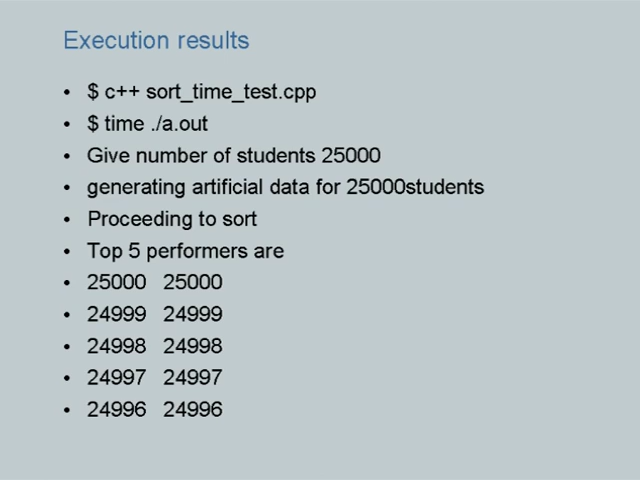 Execution results
• $ c++ sort_time_test.cpp
• $ time ./a.out
• Give number of students 25000
• generating artificial data for 25000students
• Proceeding to sort
• Top 5 performers are
• 25000 25000
• 24999 24999
• 24998 24998
• 24997 24997
• 24996 24996